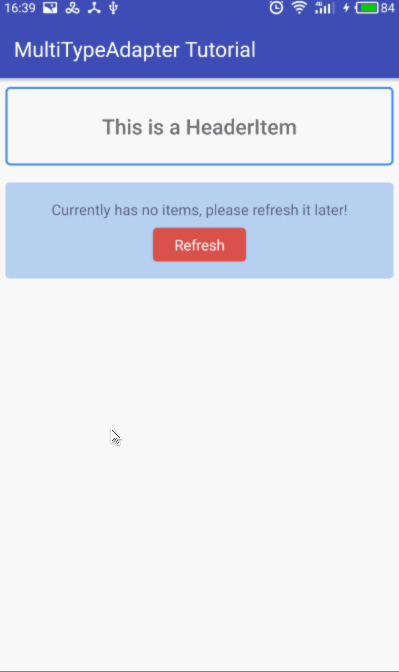 16:39 84
MultiTypeAdapter Tutorial
This is a HeaderItem
Currently has no items, please refresh it later!
Refresh